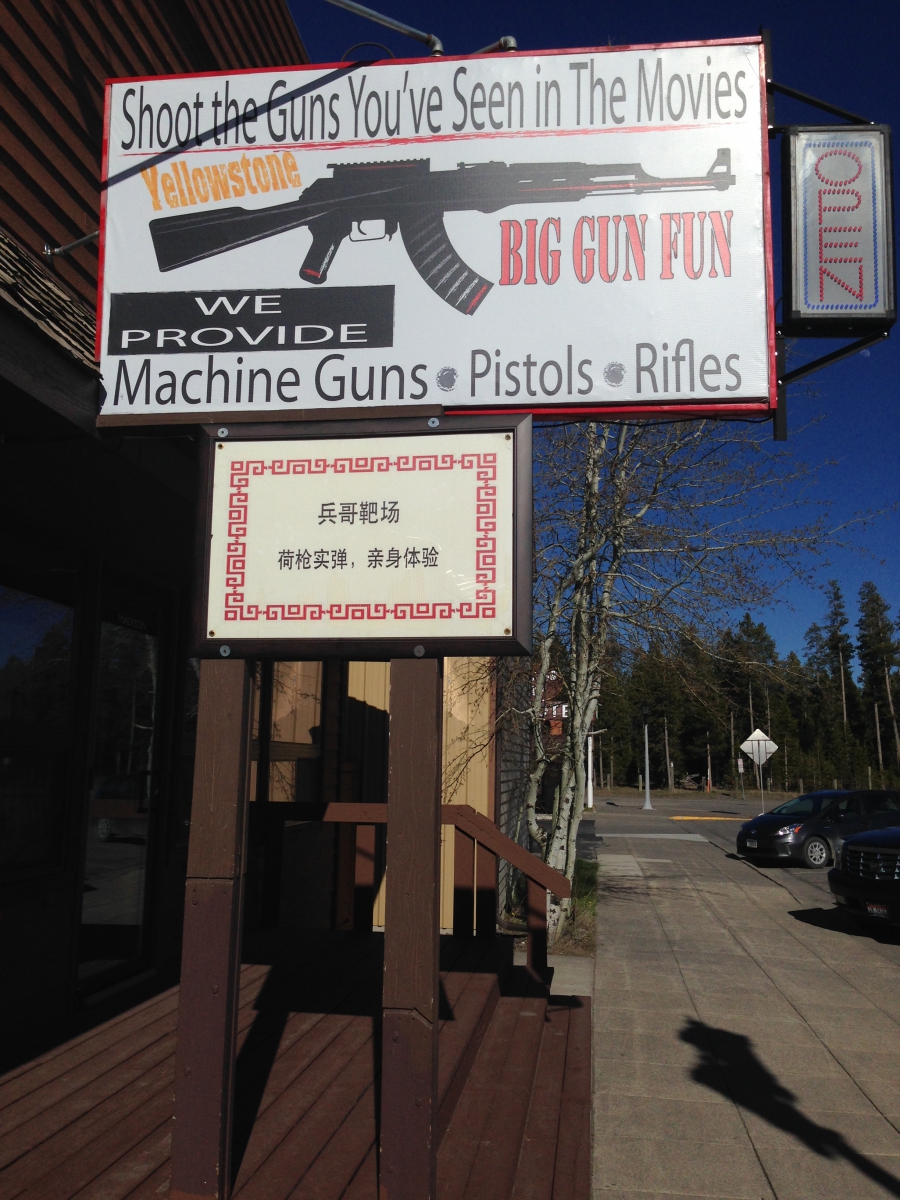 Shoot the Guns You've Seen in The Movies
Yellowstone
BIG GUN FUN
WE
PROVIDE
Machine Guns • Pistols • Rifles
OPEN
兵哥靶场
荷枪实弹，亲身体验